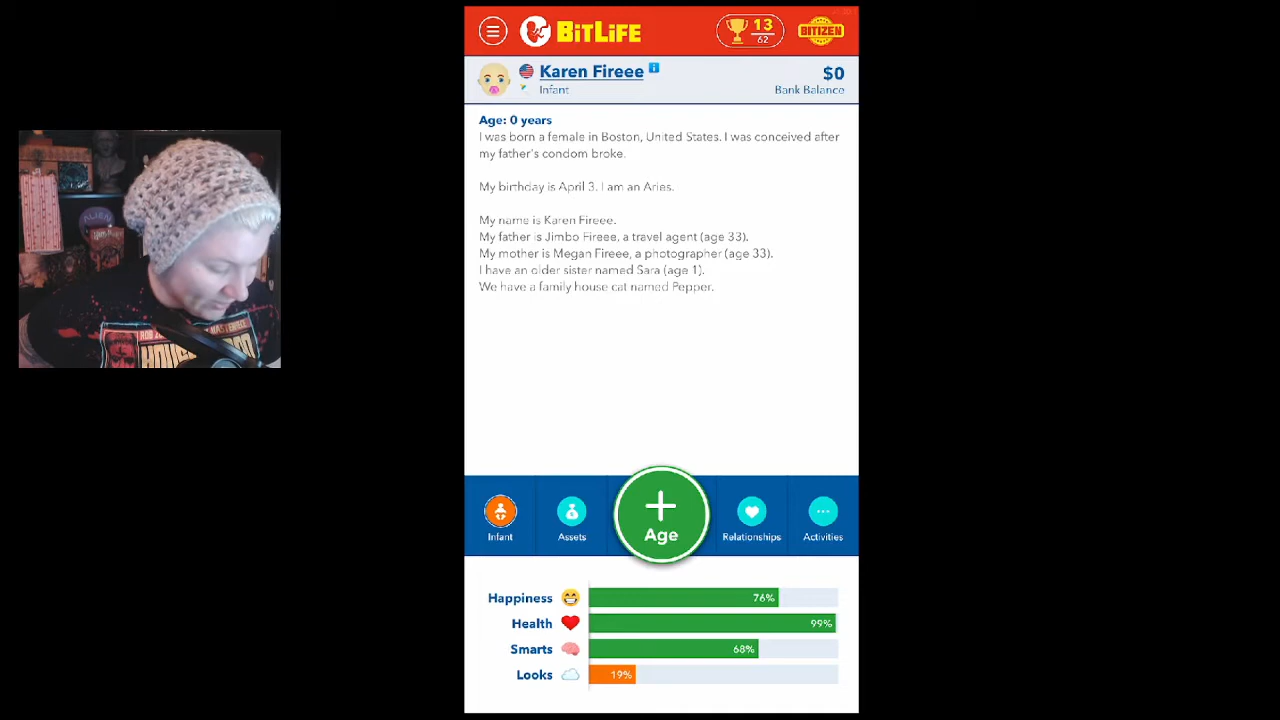 BitLife
13
62
BITIZEN
Karen Fireee
$0
Infant
Bank Balance
Age: 0 years
I was born a female in Boston, United States. I was conceived after
my father's condom broke.
My birthday is April 3. I am an Aries.
My name is Karen Fireee.
My father is Jimbo Fireee, a travel agent (age 33).
My mother is Megan Fireee, a photographer (age 33).
I have an older sister named Sara (age 1).
We have a family house cat named Pepper.
ALIEN
Infant
Assets
Age
Relationships
Activities
Happiness
76%
Health
99%
Smarts
68%
Looks
19%